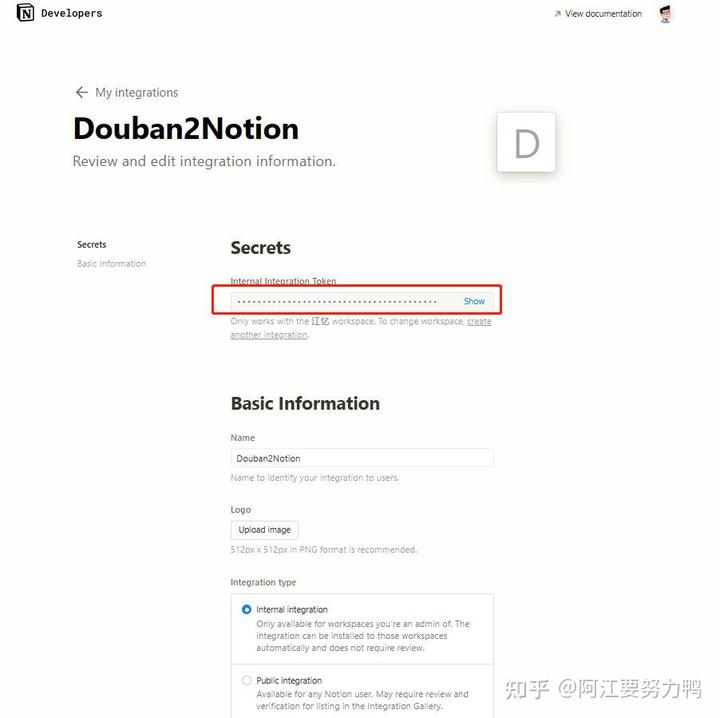 Developers
View documentation
My integrations
Douban2Notion
D
Review and edit integration information.
Secrets
Basic Information
Secrets
Internal Integration Token
•••••••••••••••••••••••••••••••••••••••• Show
Only works with the 江忆 workspace. To change workspace, create
another integration.
Basic Information
Name
Douban2Notion
Name to identify your integration to users.
Logo
Upload image
512px x 512px in PNG format is recommended.
Integration type
Internal integration
Only available for workspaces you're an admin of. The
integration can be installed to those workspaces
automatically and does not require review.
Public integration
Available for any Notion user. May require review and
verification for listing in the Integration Gallery.
知乎 @阿江要努力鸭